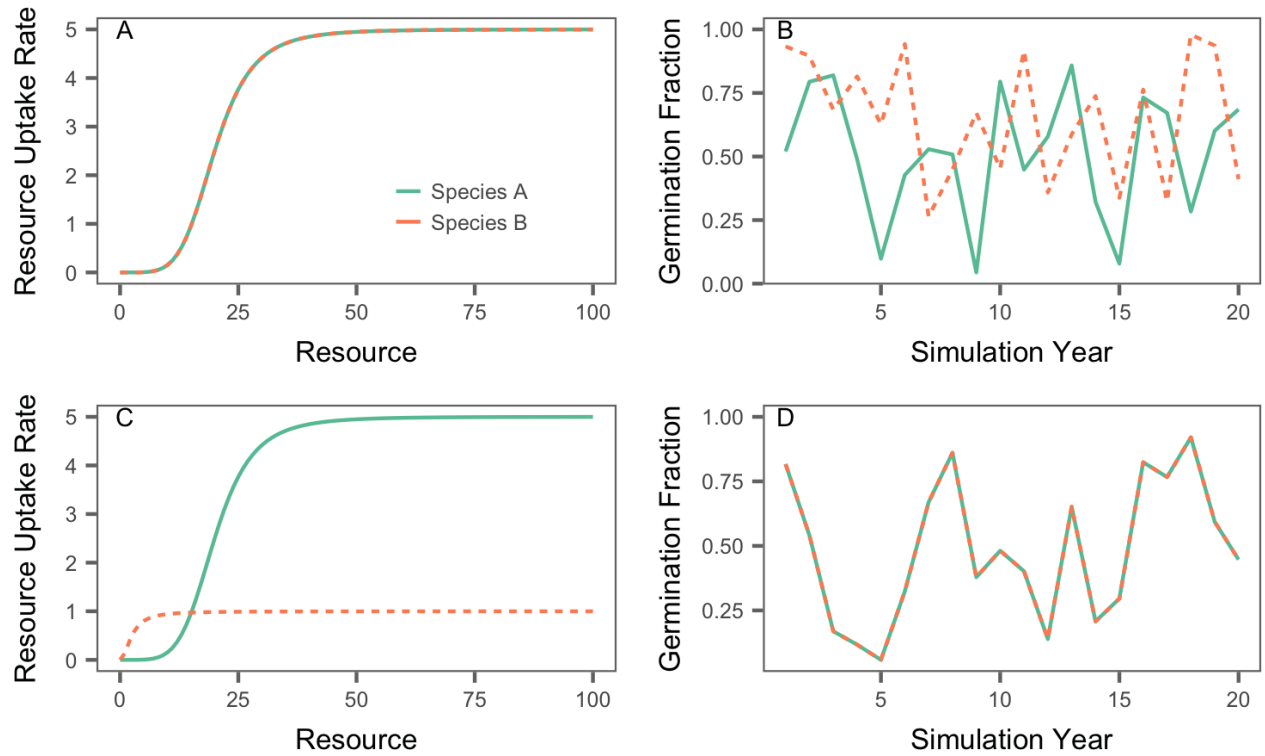 A
Resource Uptake Rate
5
4
3
2
1
0
Species A
Species B
0 25 50 75 100
Resource
B
Germination Fraction
1.00
0.75
0.50
0.25
0.00
5 10 15 20
Simulation Year
C
Resource Uptake Rate
5
4
3
2
1
0
0 25 50 75 100
Resource
D
Germination Fraction
1.00
0.75
0.50
0.25
5 10 15 20
Simulation Year